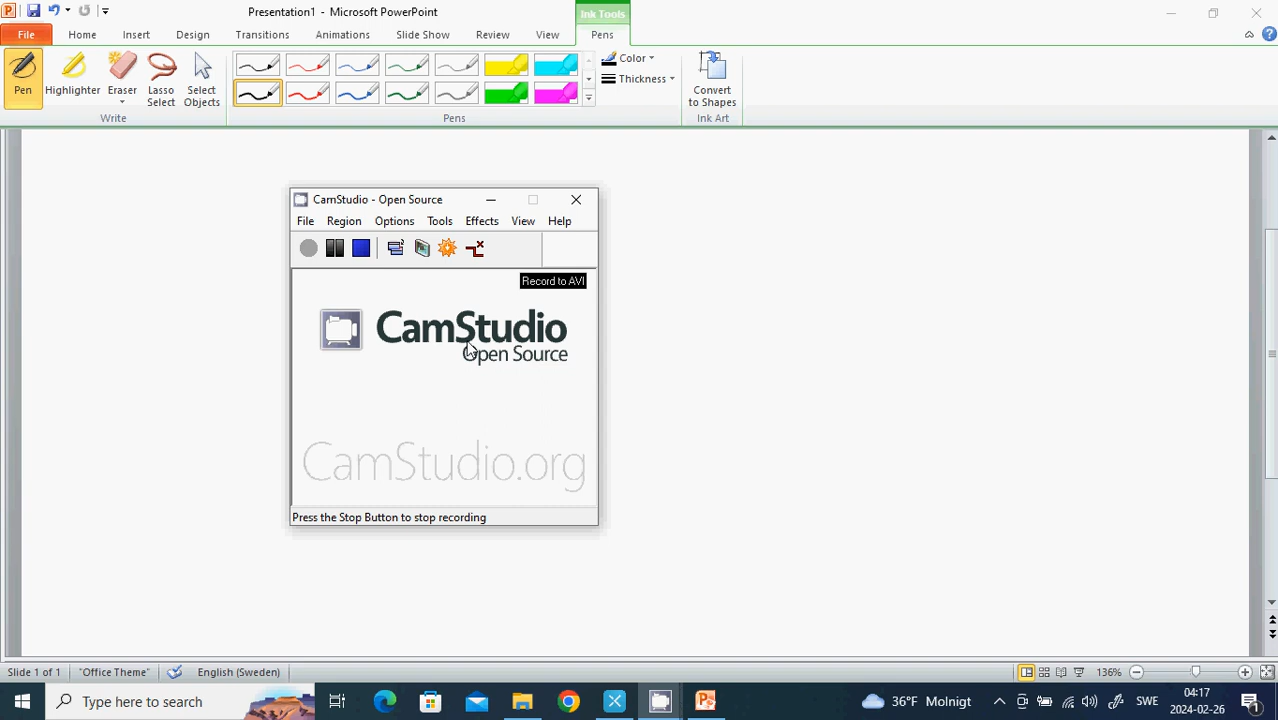 Presentation1 - Microsoft PowerPoint
Ink Tools
File Home Insert Design Transitions Animations Slide Show Review View Pens
Pen Highlighter Eraser Lasso Select Select Objects
Color
Thickness
Convert to Shapes
Write Pens Ink Art
CamStudio - Open Source
File Region Options Tools Effects View Help
Record to AVI
CamStudio
Open Source
CamStudio.org
Press the Stop Button to stop recording
Slide 1 of 1 "Office Theme" English (Sweden) 136%
Type here to search 36°F Molnigt SWE 04:17
2024-02-26 1